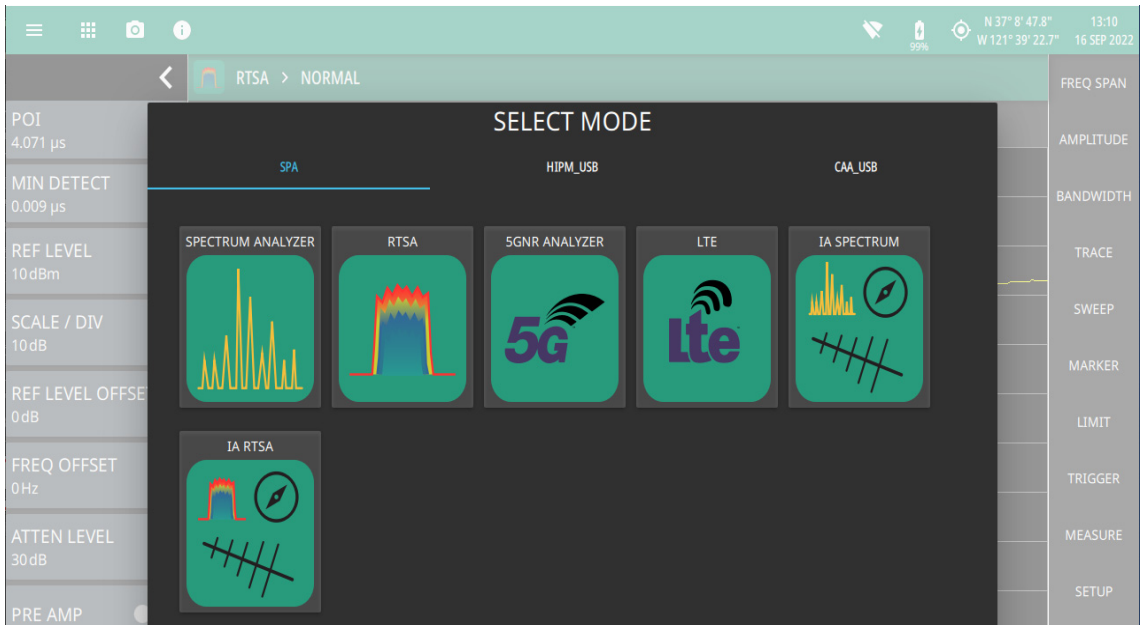 99%
N 37° 8' 47.8"
W 121° 39' 22.7"
13:10
16 SEP 2022
RTSA > NORMAL
POI
4.071 µs
MIN DETECT
0.009 µs
REF LEVEL
10 dBm
SCALE / DIV
10 dB
REF LEVEL OFFSE
0 dB
FREQ OFFSET
0 Hz
ATTEN LEVEL
30 dB
PRE AMP
SELECT MODE
SPA
HIPM_USB
CAA_USB
SPECTRUM ANALYZER
RTSA
5GNR ANALYZER
5G
LTE
Lte
IA SPECTRUM
IA RTSA
FREQ SPAN
AMPLITUDE
BANDWIDTH
TRACE
SWEEP
MARKER
LIMIT
TRIGGER
MEASURE
SETUP